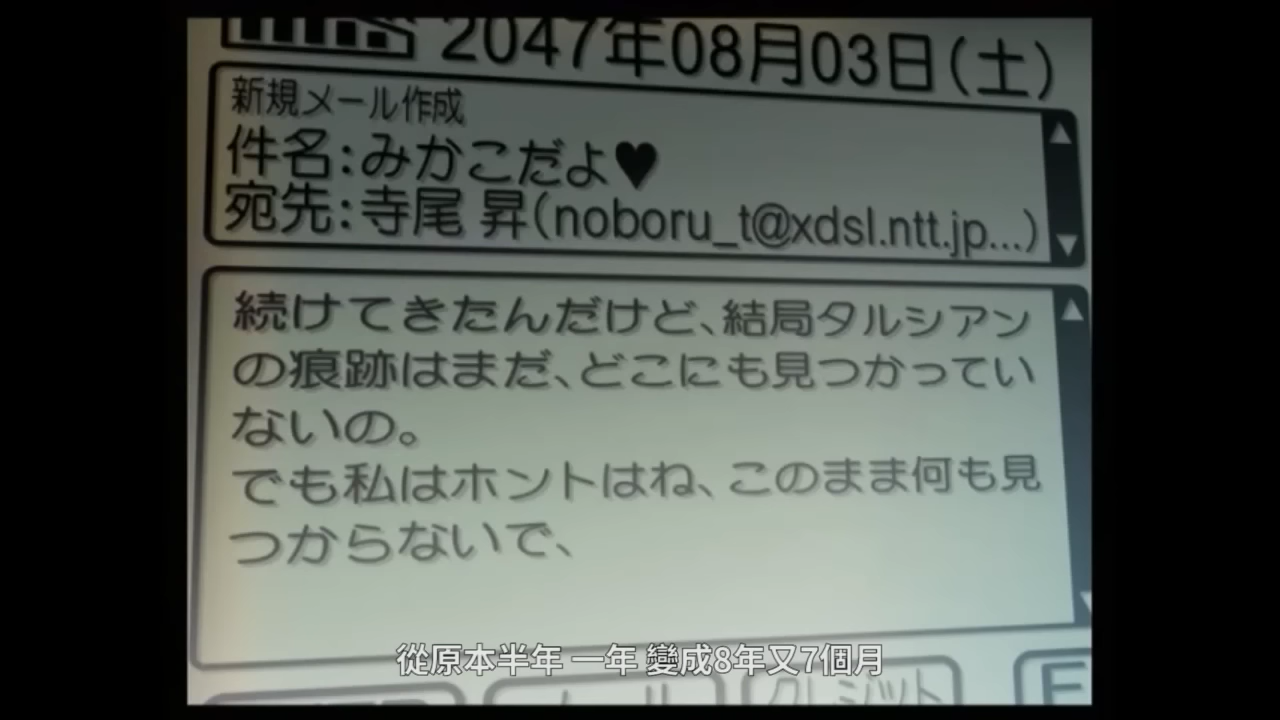 2047年08月03日(土)
新規メール作成
件名:みかこだよ♥
宛先:寺尾 昇(noboru_t@xdsl.ntt.jp...)
続けてきたんだけど、結局タルシアン
の痕跡はまだ、どこにも見つかってい
ないの。
でも私はホントはね、このまま何も見
つからないで、
從原本半年 一年 變成8年又7個月